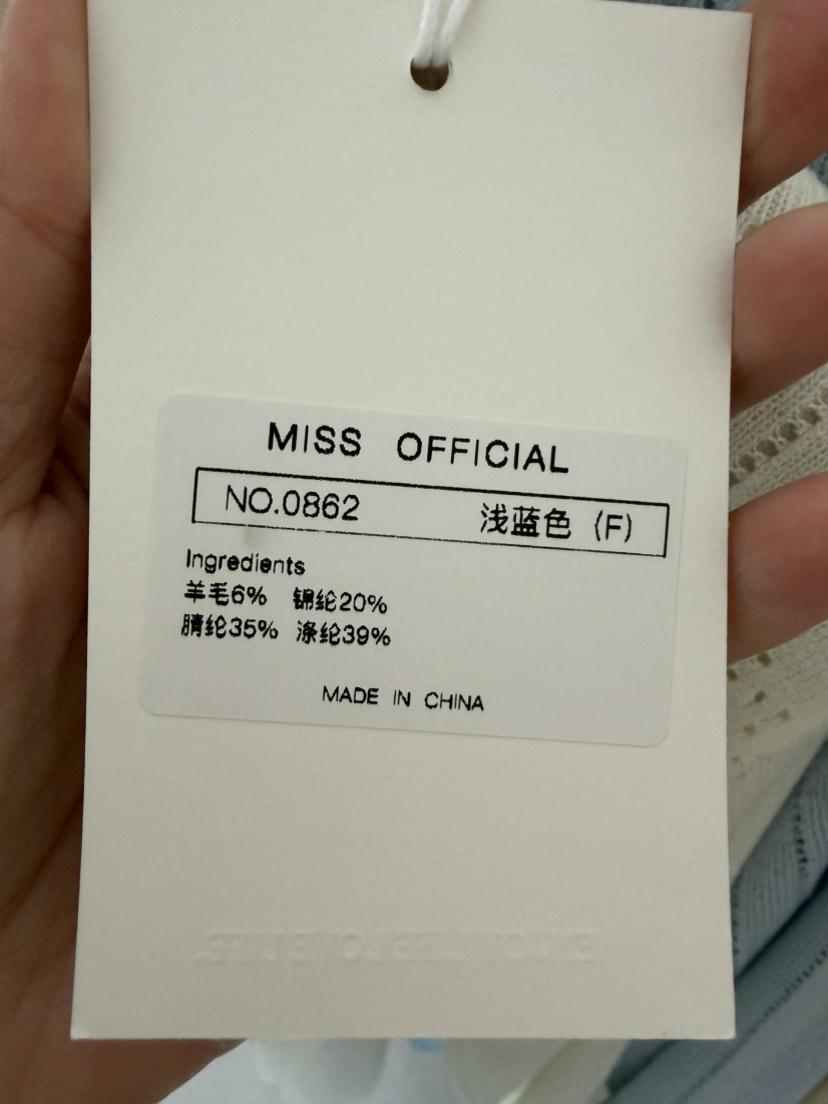 MISS OFFICIAL
NO.0862 浅蓝色 (F)
Ingredients
羊毛6% 锦纶20%
腈纶35% 涤纶39%
MADE IN CHINA